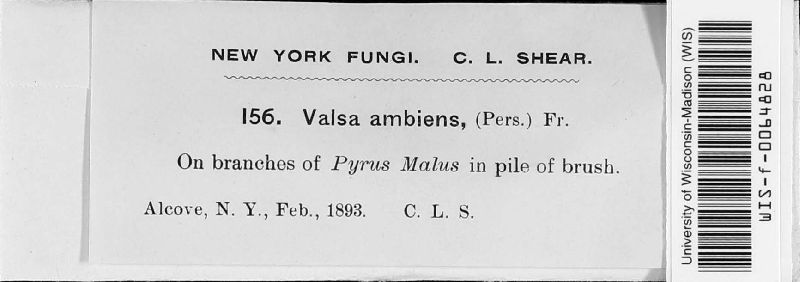 NEW YORK FUNGI. C. L. SHEAR.
156. Valsa ambiens, (Pers.) Fr.
On branches of Pyrus Malus in pile of brush.
Alcove, N. Y., Feb., 1893. C. L. S.
University of Wisconsin-Madison (WIS)
WIS-f-0064828